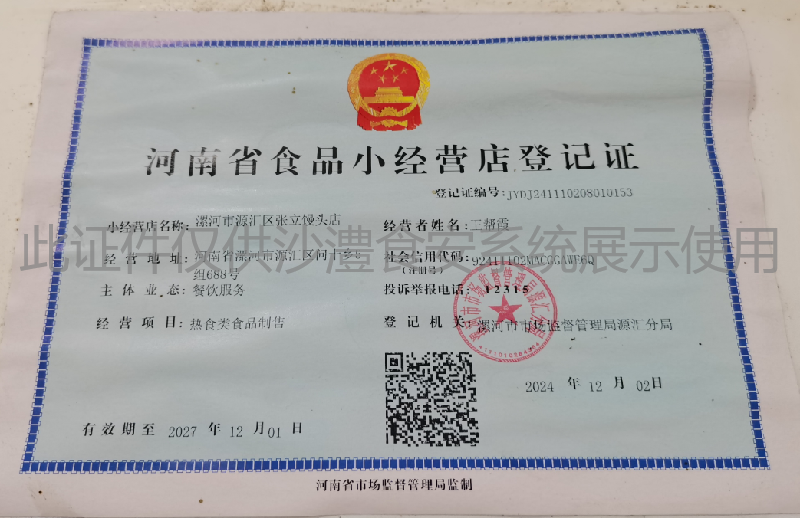 河南省食品小经营店登记证
登记证编号: JYDJ241110208010153
小经营店名称: 漯河市源汇区张立馒头店
经营者姓名:
此证件仅供沙澧食安系统展示使用
经营地址: 河南省漯河市源汇区
组688号
社会信用代码:
(注册号)
主体业态: 餐饮服务
投诉举报电话: 12315
经营项目: 热食类食品制售
登记机关: 漯河市市场监督管理局源汇分局
2024 年 12 月 02日
有效期至 2027 年 12 月 01 日
河南省市场监督管理局监制